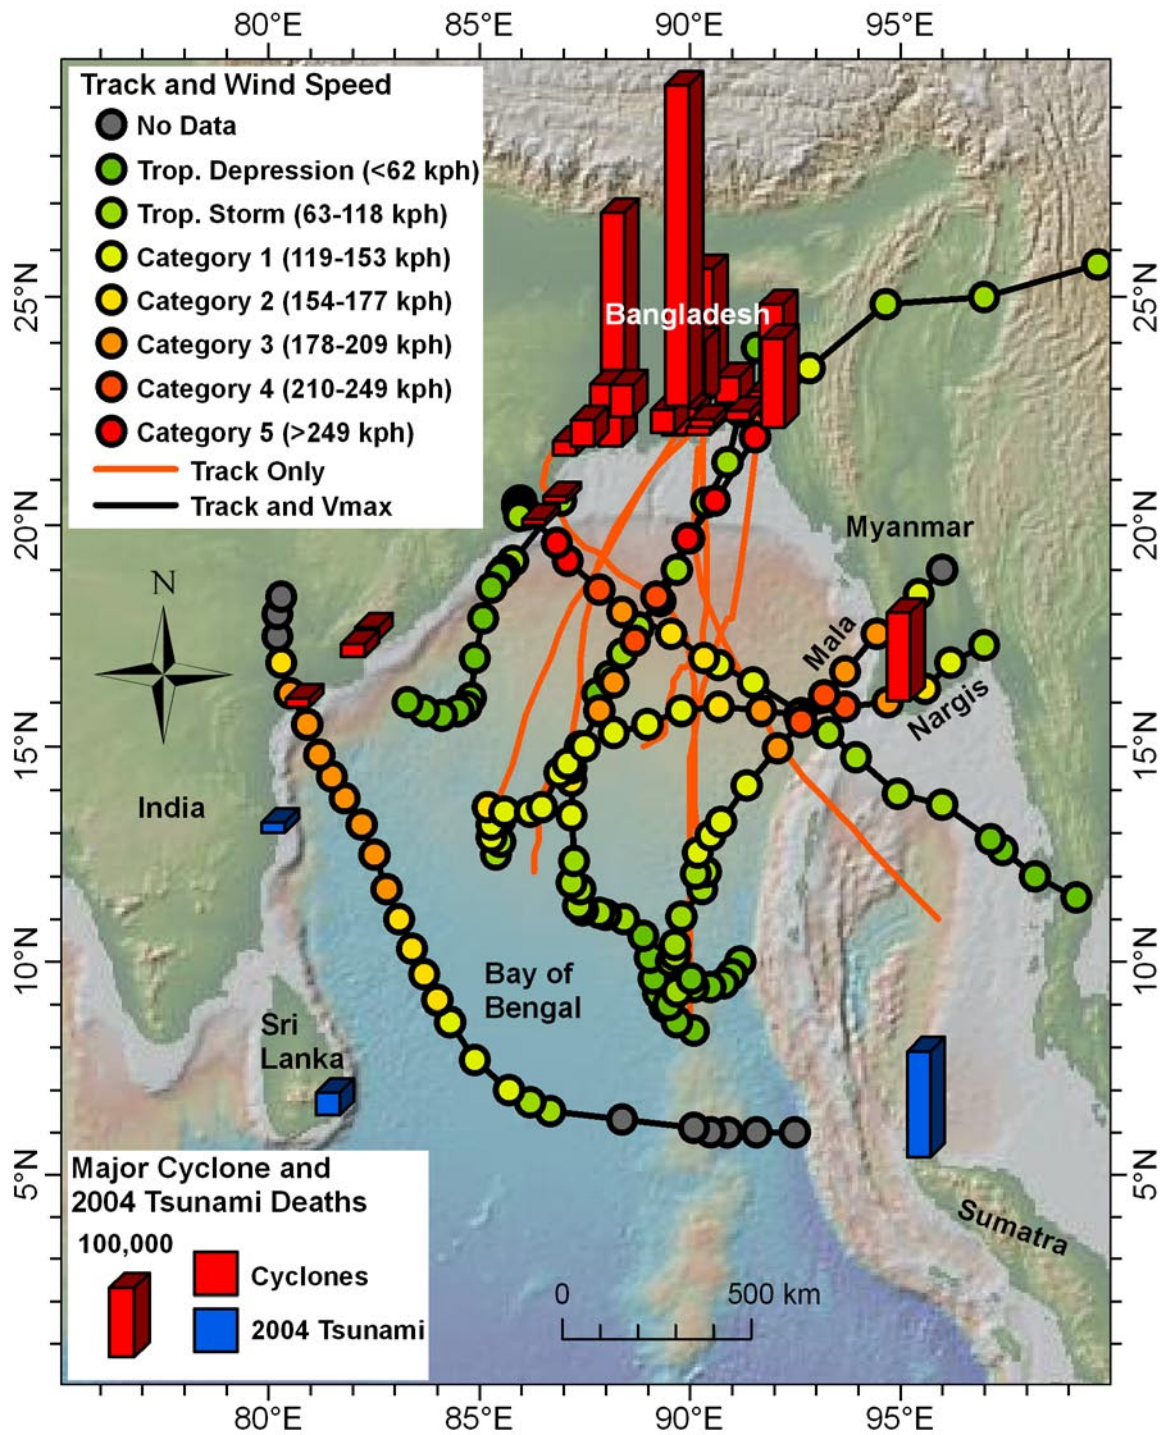 80°E 85°E 90°E 95°E
Track and Wind Speed
No Data
Trop. Depression (<62 kph)
Trop. Storm (63-118 kph)
Category 1 (119-153 kph)
Category 2 (154-177 kph)
Category 3 (178-209 kph)
Category 4 (210-249 kph)
Category 5 (>249 kph)
Track Only
Track and Vmax
25°N 25°N
Bangladesh
20°N 20°N
Myanmar
N
Mala
Nargis
15°N 15°N
India
10°N 10°N
Bay of
Bengal
Sri
Lanka
5°N 5°N
Sumatra
Major Cyclone and
2004 Tsunami Deaths
100,000
Cyclones
2004 Tsunami
0 500 km
80°E 85°E 90°E 95°E